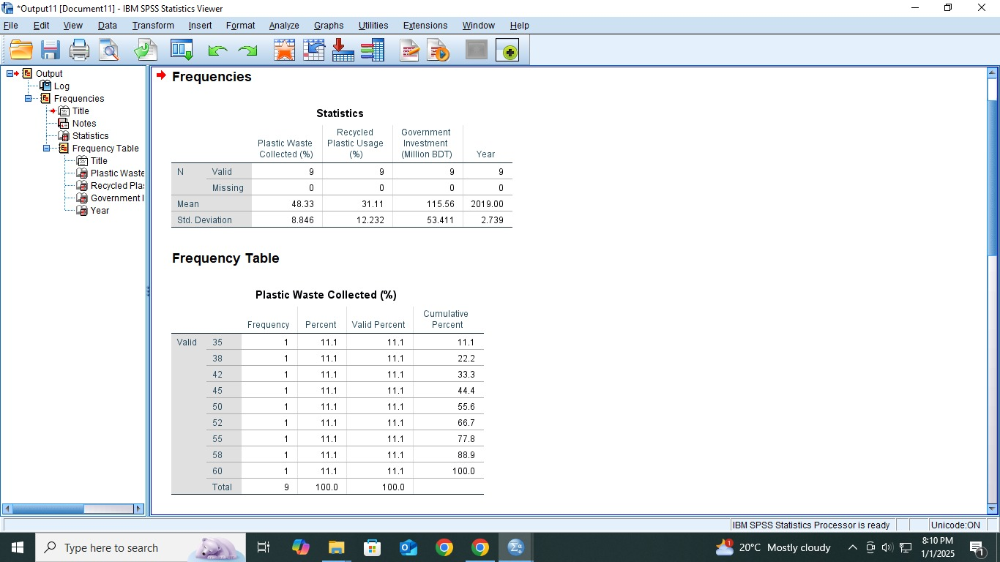 *Output11 [Document11] - IBM SPSS Statistics Viewer
File Edit View Data Transform Insert Format Analyze Graphs Utilities Extensions Window Help
Output
Log
Frequencies
Title
Notes
Statistics
Frequency Table
Title
Plastic Waste
Recycled Pla
Government I
Year
Frequencies
Statistics
Plastic Waste Collected (%) Recycled Plastic Usage (%) Government Investment (Million BDT) Year
N Valid 9 9 9 9
Missing 0 0 0 0
Mean 48.33 31.11 115.56 2019.00
Std. Deviation 8.846 12.232 53.411 2.739
Frequency Table
Plastic Waste Collected (%)
Frequency Percent Valid Percent Cumulative Percent
Valid 35 1 11.1 11.1 11.1
38 1 11.1 11.1 22.2
42 1 11.1 11.1 33.3
45 1 11.1 11.1 44.4
50 1 11.1 11.1 55.6
52 1 11.1 11.1 66.7
55 1 11.1 11.1 77.8
58 1 11.1 11.1 88.9
60 1 11.1 11.1 100.0
Total 9 100.0 100.0
IBM SPSS Statistics Processor is ready Unicode:ON
Type here to search
20°C Mostly cloudy
8:10 PM
1/1/2025